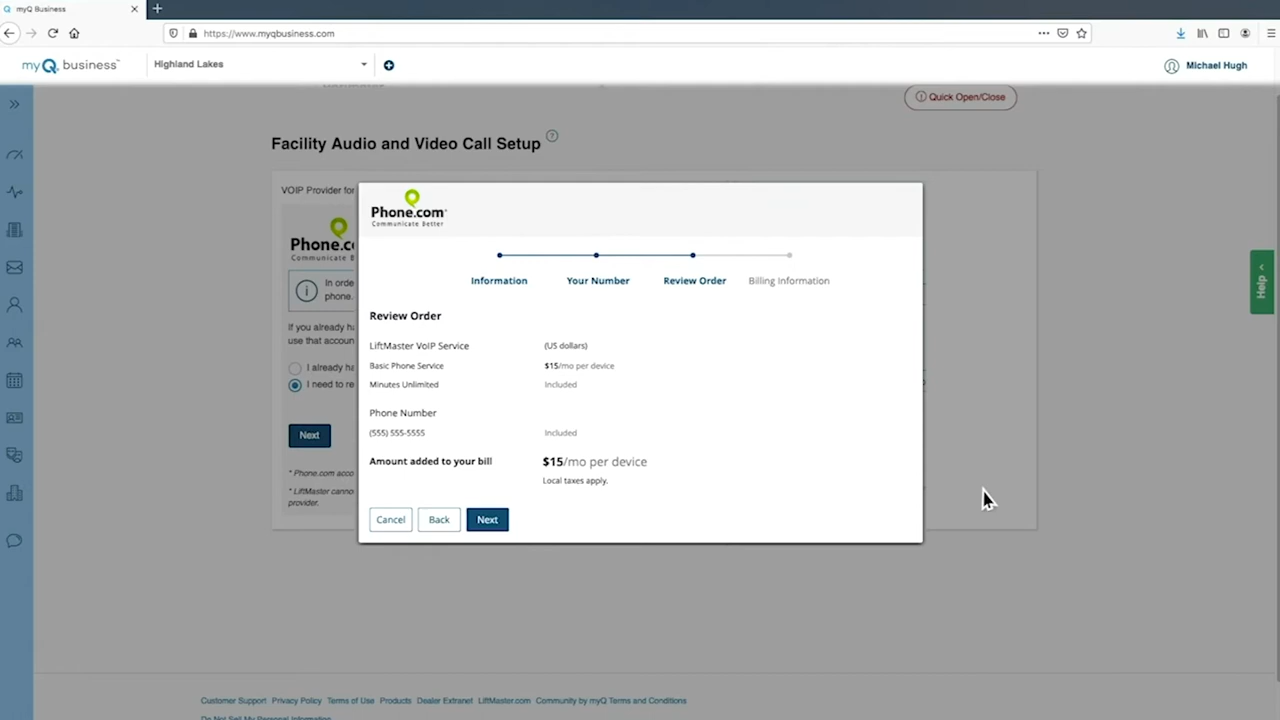 myQ Business
https://www.myqbusiness.com
myQ business™
Highland Lakes
Michael Hugh
Quick Open/Close
Facility Audio and Video Call Setup
VOIP Provider for
Phone.c
Communicate B
In orde
phone.
If you already ha
use that accoun
I already ha
I need to re
Next
* Phone.com acco
* LiftMaster canno
provider.
Phone.com
Communicate Better
Information
Your Number
Review Order
Billing Information
Review Order
LiftMaster VoIP Service (US dollars)
Basic Phone Service $15/mo per device
Minutes Unlimited Included
Phone Number
(555) 555-5555 Included
Amount added to your bill $15/mo per device
Local taxes apply.
Cancel
Back
Next
Help
Customer Support Privacy Policy Terms of Use Products Dealer Extranet LiftMaster.com Community by myQ Terms and Conditions
Do Not Sell My Personal Information